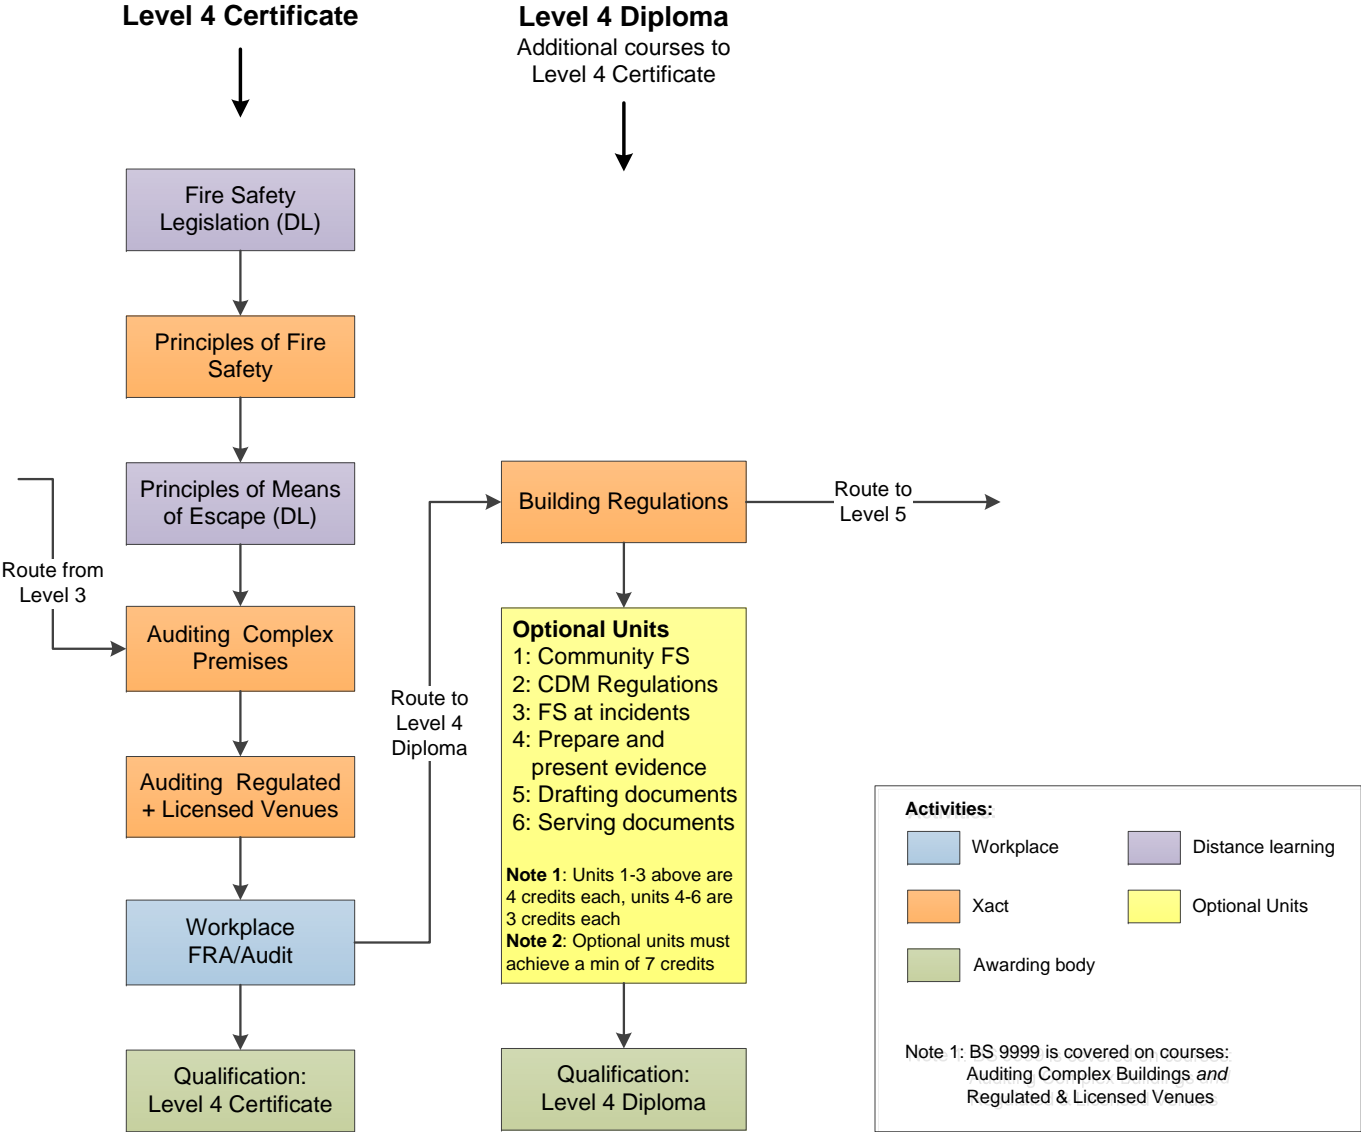 Level 4 Certificate
Level 4 Diploma
Additional courses to
Level 4 Certificate
Fire Safety
Legislation (DL)
Principles of Fire
Safety
Principles of Means
of Escape (DL)
Route from
Level 3
Auditing Complex
Premises
Auditing Regulated
+ Licensed Venues
Workplace
FRA/Audit
Qualification:
Level 4 Certificate
Route to
Level 4
Diploma
Building Regulations
Route to
Level 5
Optional Units
1: Community FS
2: CDM Regulations
3: FS at incidents
4: Prepare and
present evidence
5: Drafting documents
6: Serving documents
Note 1: Units 1-3 above are
4 credits each, units 4-6 are
3 credits each
Note 2: Optional units must
achieve a min of 7 credits
Qualification:
Level 4 Diploma
Activities:
Workplace
Distance learning
Xact
Optional Units
Awarding body
Note 1: BS 9999 is covered on courses:
Auditing Complex Buildings and
Regulated & Licensed Venues